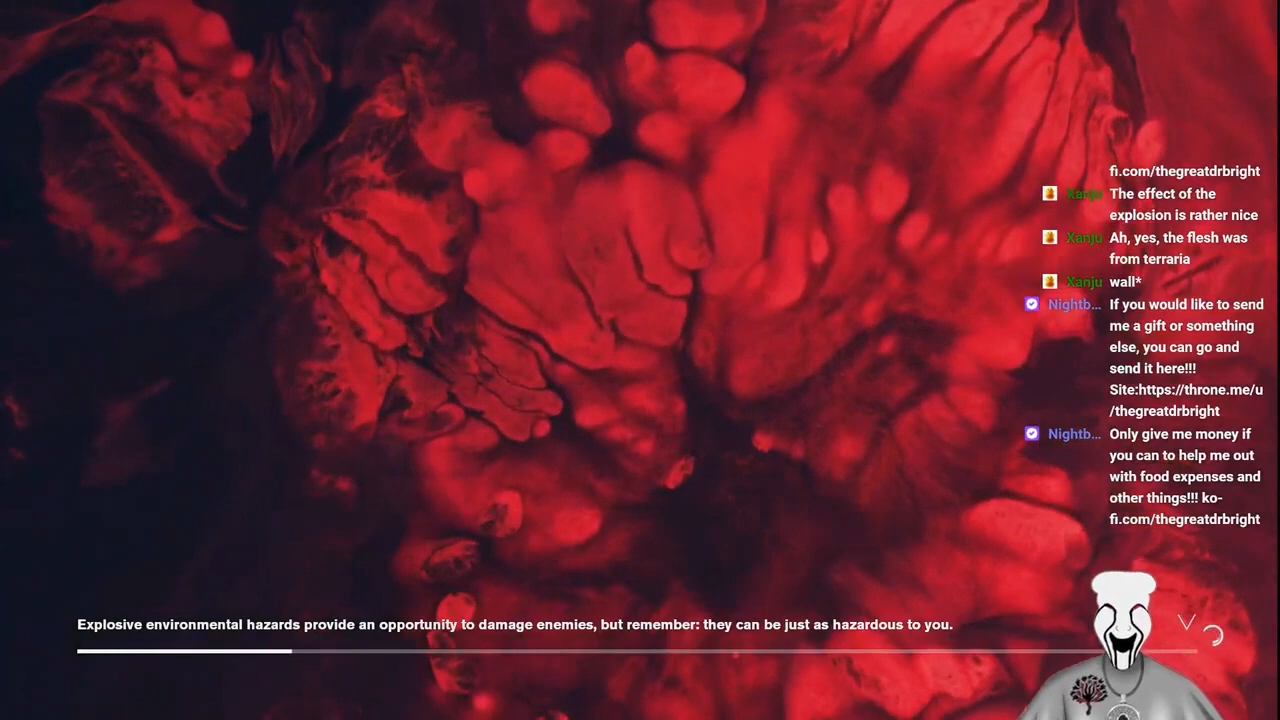 fi.com/thegreatdrbright
Xanju The effect of the
explosion is rather nice
Xanju Ah, yes, the flesh was
from terraria
Xanju wall*
Nightb... If you would like to send
me a gift or something
else, you can go and
send it here!!!
Site:https://throne.me/u
/thegreatdrbright
Nightb... Only give me money if
you can to help me out
with food expenses and
other things!!! ko-
fi.com/thegreatdrbright
Explosive environmental hazards provide an opportunity to damage enemies, but remember: they can be just as hazardous to you.